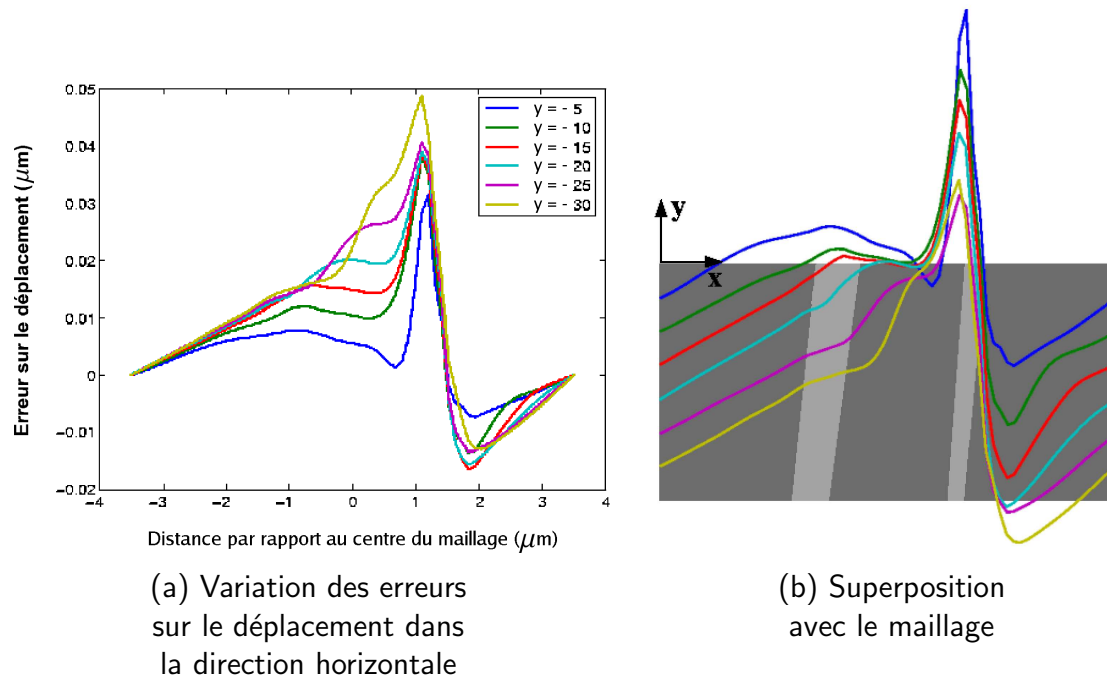 Erreur sur le déplacement (μm)
0.05
0.04
0.03
0.02
0.01
0
−0.01
−0.02
y = - 5
y = - 10
y = - 15
y = - 20
y = - 25
y = - 30
−4 −3 −2 −1 0 1 2 3 4
Distance par rapport au centre du maillage (μm)
(a) Variation des erreurs
sur le déplacement dans
la direction horizontale
y
x
(b) Superposition
avec le maillage